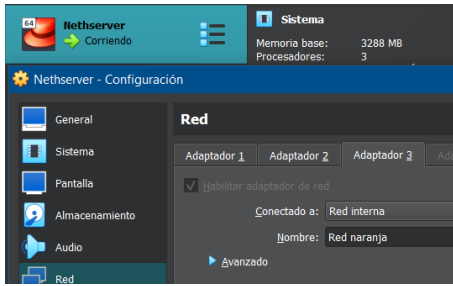 64
Nethserver
Corriendo
Sistema
Memoria base: 3288 MB
Procesadores: 3
Nethserver - Configuración
General
Sistema
Pantalla
Almacenamiento
Audio
Red
Red
Adaptador 1 Adaptador 2 Adaptador 3 Ada
Habilitar adaptador de red
Conectado a: Red interna
Nombre: Red naranja
Avanzado